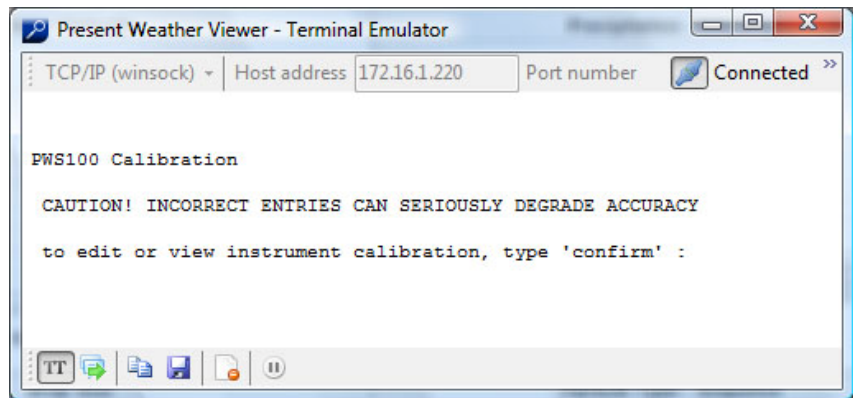 Present Weather Viewer - Terminal Emulator
TCP/IP (winsock) Host address 172.16.1.220 Port number Connected »
PWS100 Calibration
CAUTION! INCORRECT ENTRIES CAN SERIOUSLY DEGRADE ACCURACY
to edit or view instrument calibration, type 'confirm' :
TT